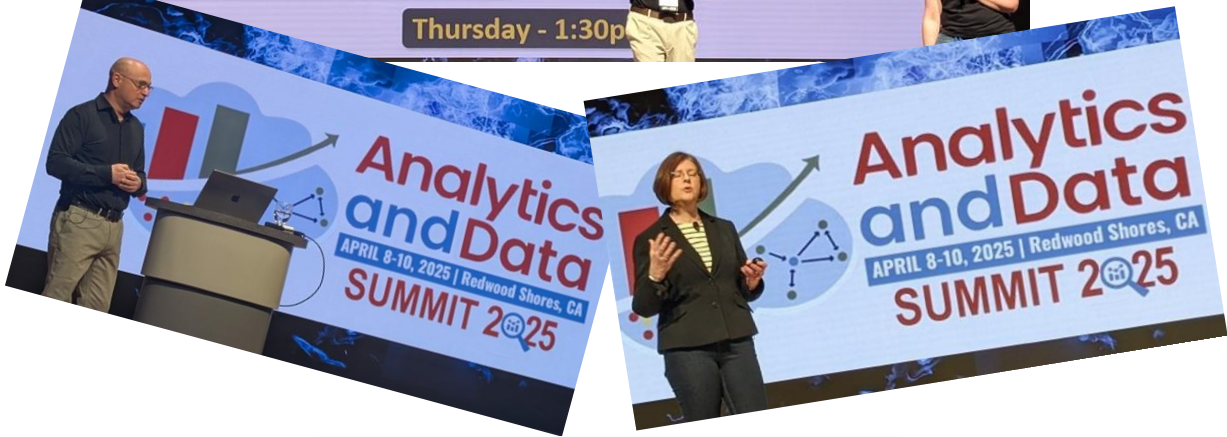 Thursday - 1:30p
Analytics
and Data
APRIL 8-10, 2025 | Redwood Shores, CA
SUMMIT 2025
Analytics
and Data
APRIL 8-10, 2025 | Redwood Shores, CA
SUMMIT 2025